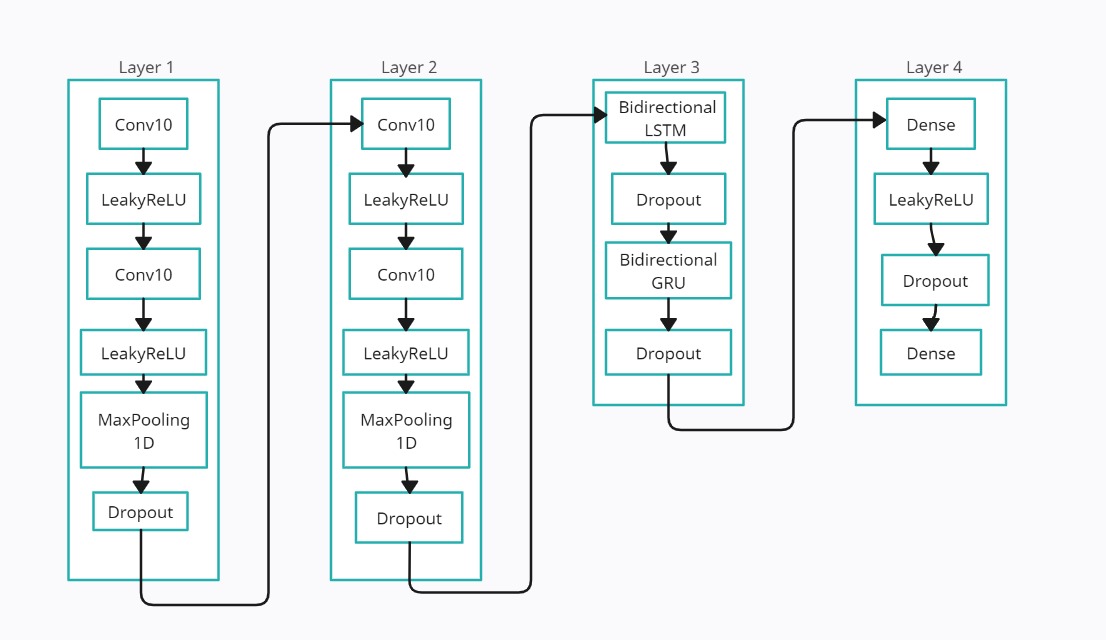 Layer 1
Conv10
LeakyReLU
Conv10
LeakyReLU
MaxPooling
1D
Dropout
Layer 2
Conv10
LeakyReLU
Conv10
LeakyReLU
MaxPooling
1D
Dropout
Layer 3
Bidirectional
LSTM
Dropout
Bidirectional
GRU
Dropout
Layer 4
Dense
LeakyReLU
Dropout
Dense